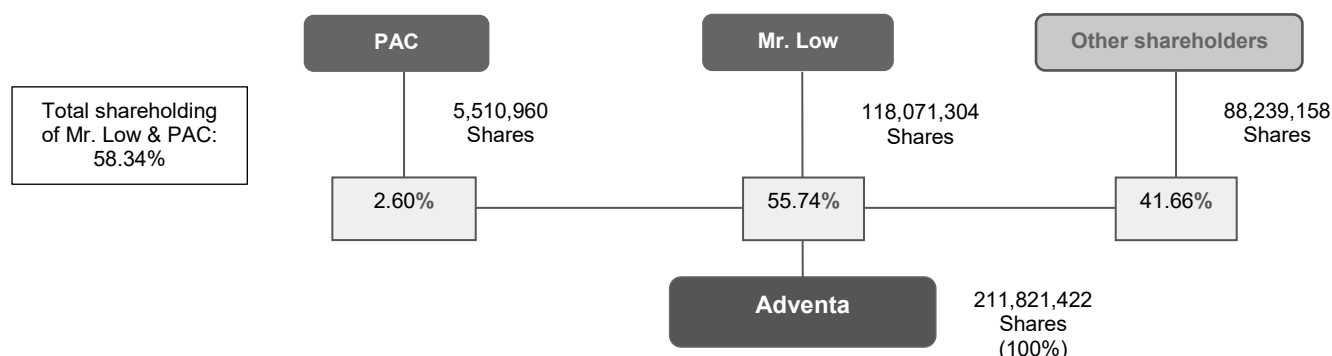 PAC
Mr. Low
Other shareholders
Total shareholding
of Mr. Low & PAC:
58.34%
5,510,960
Shares
118,071,304
Shares
88,239,158
Shares
2.60%
55.74%
41.66%
Adventa
211,821,422
Shares
(100%)